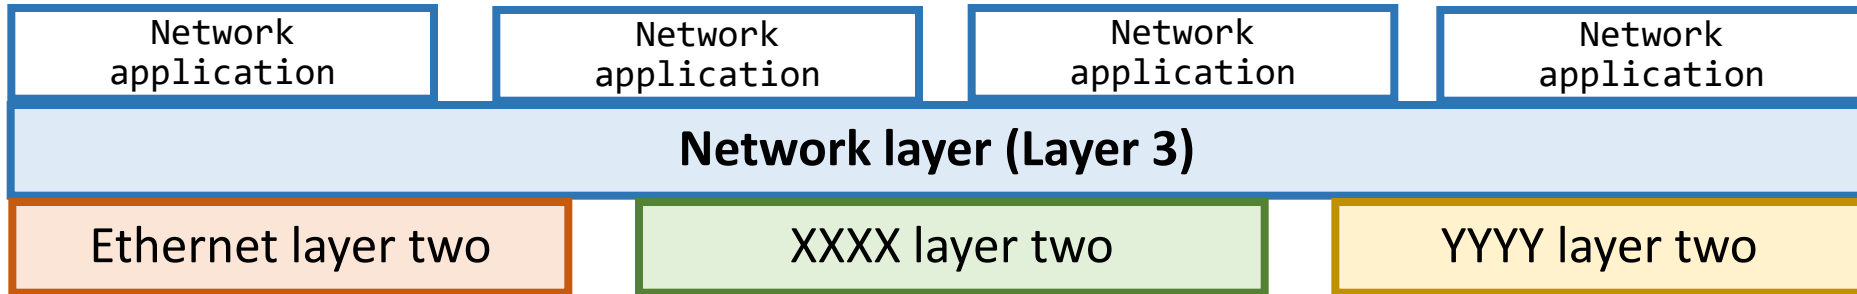 Network
application
Network
application
Network
application
Network
application
Network layer (Layer 3)
Ethernet layer two
XXXX layer two
YYYY layer two